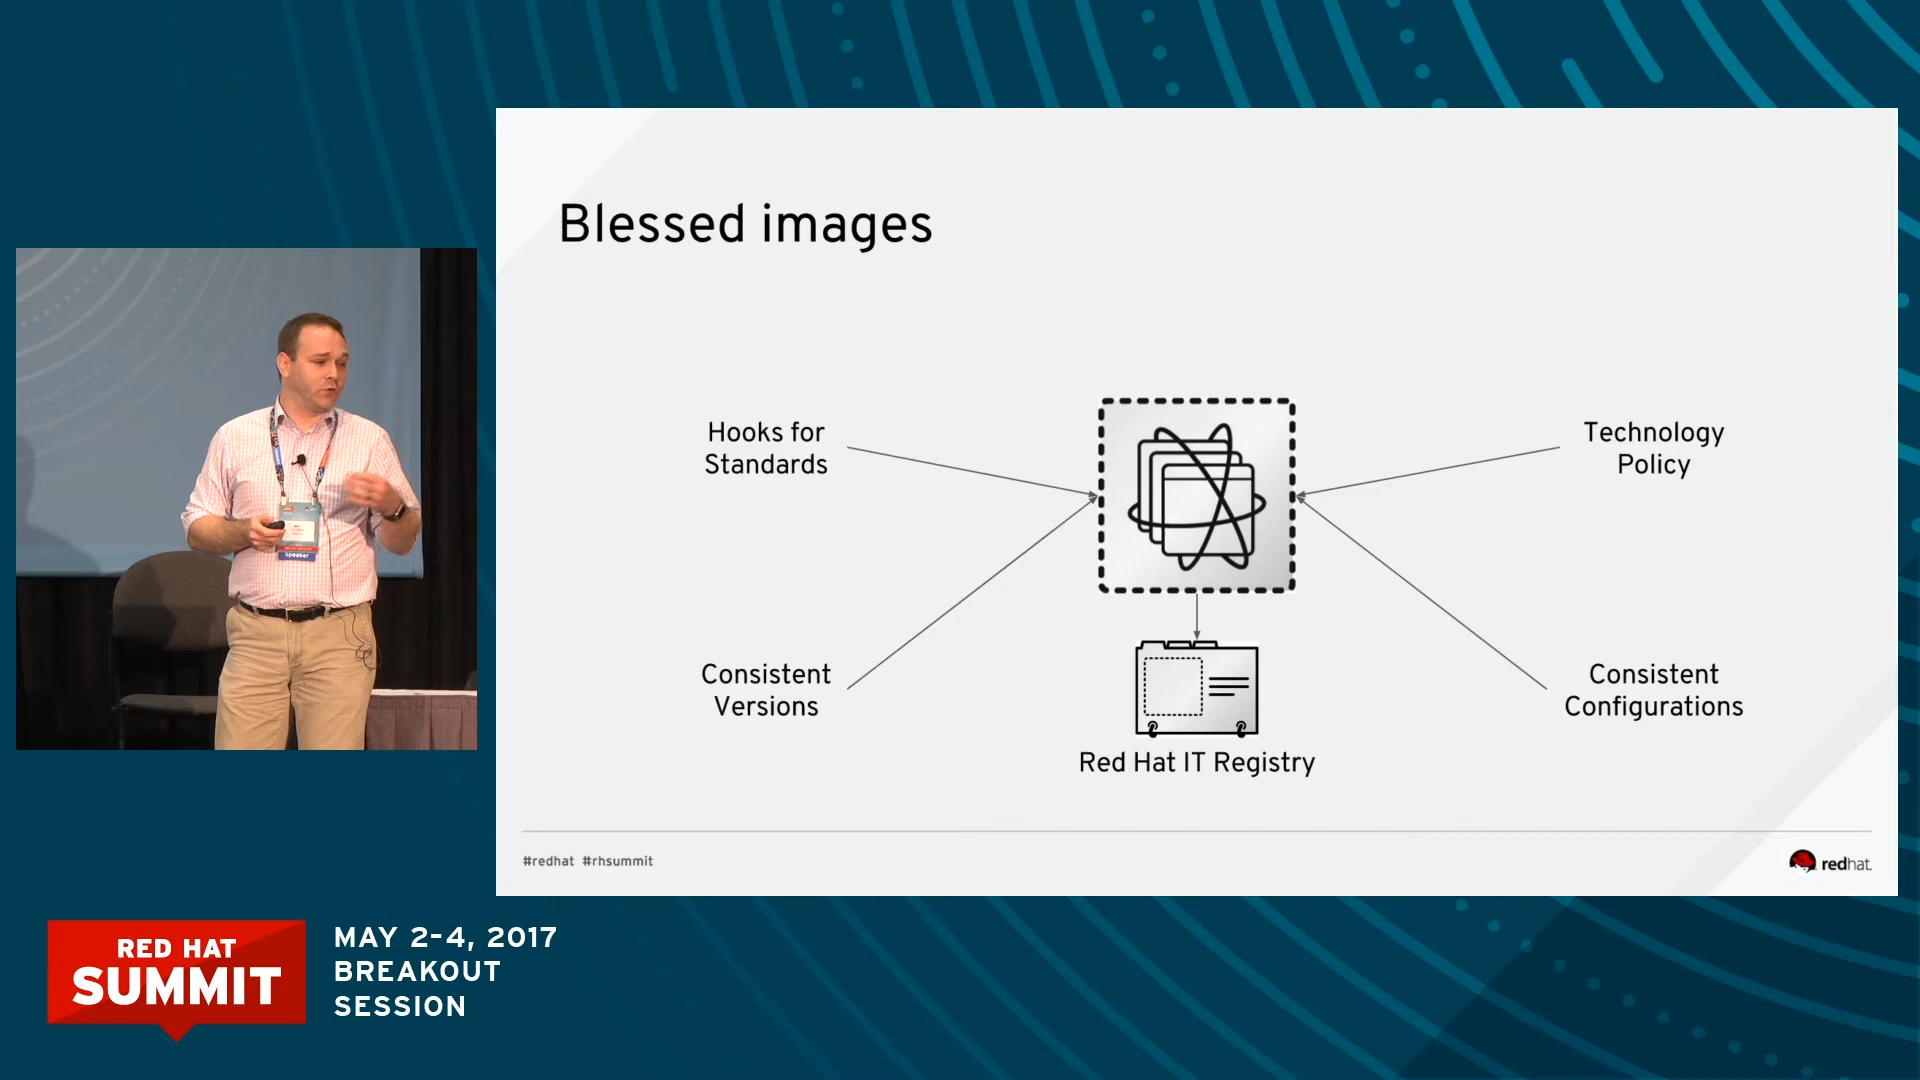 Blessed images
Hooks for
Standards
Technology
Policy
Consistent
Versions
Consistent
Configurations
Red Hat IT Registry
#redhat #rhsummit
redhat.
Speaker
RED HAT
SUMMIT
MAY 2-4, 2017
BREAKOUT
SESSION